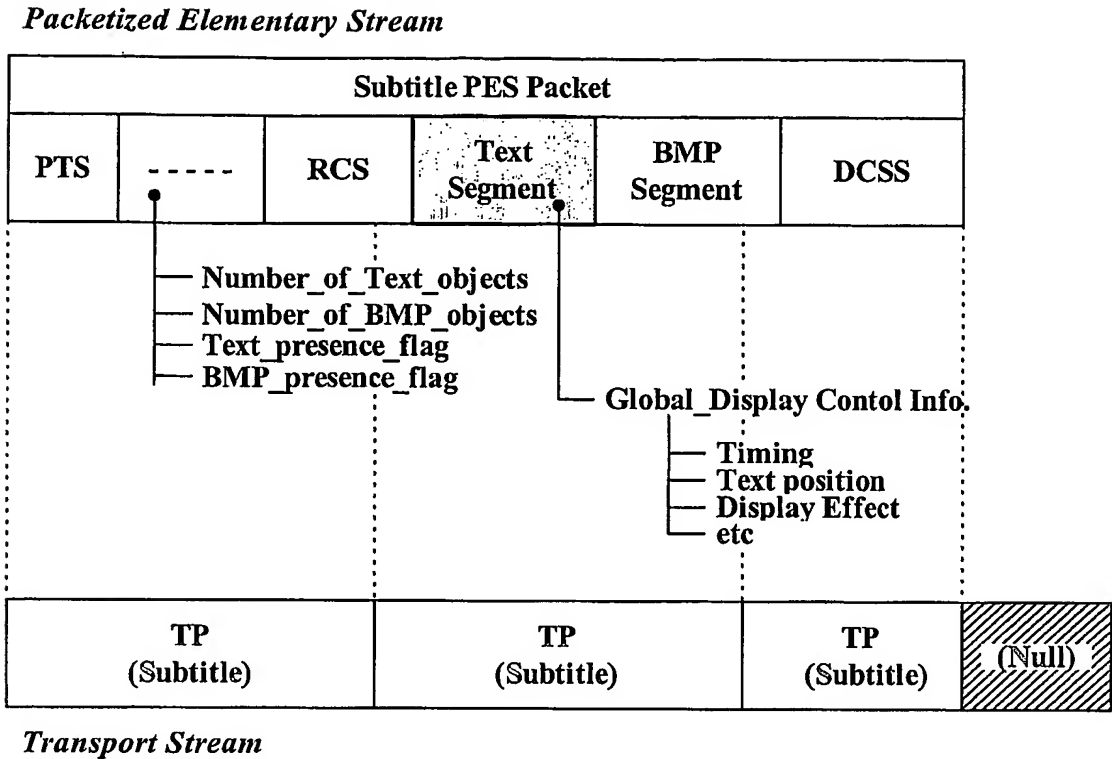 Packetized Elementary Stream
Subtitle PES Packet
PTS
-----
RCS
Text
Segment
BMP
Segment
DCSS
Number_of_Text_objects
Number_of_BMP_objects
Text_presence_flag
BMP_presence_flag
Global_Display Contol Info.
Timing
Text position
Display Effect
etc
TP
(Subtitle)
TP
(Subtitle)
TP
(Subtitle)
(Null)
Transport Stream